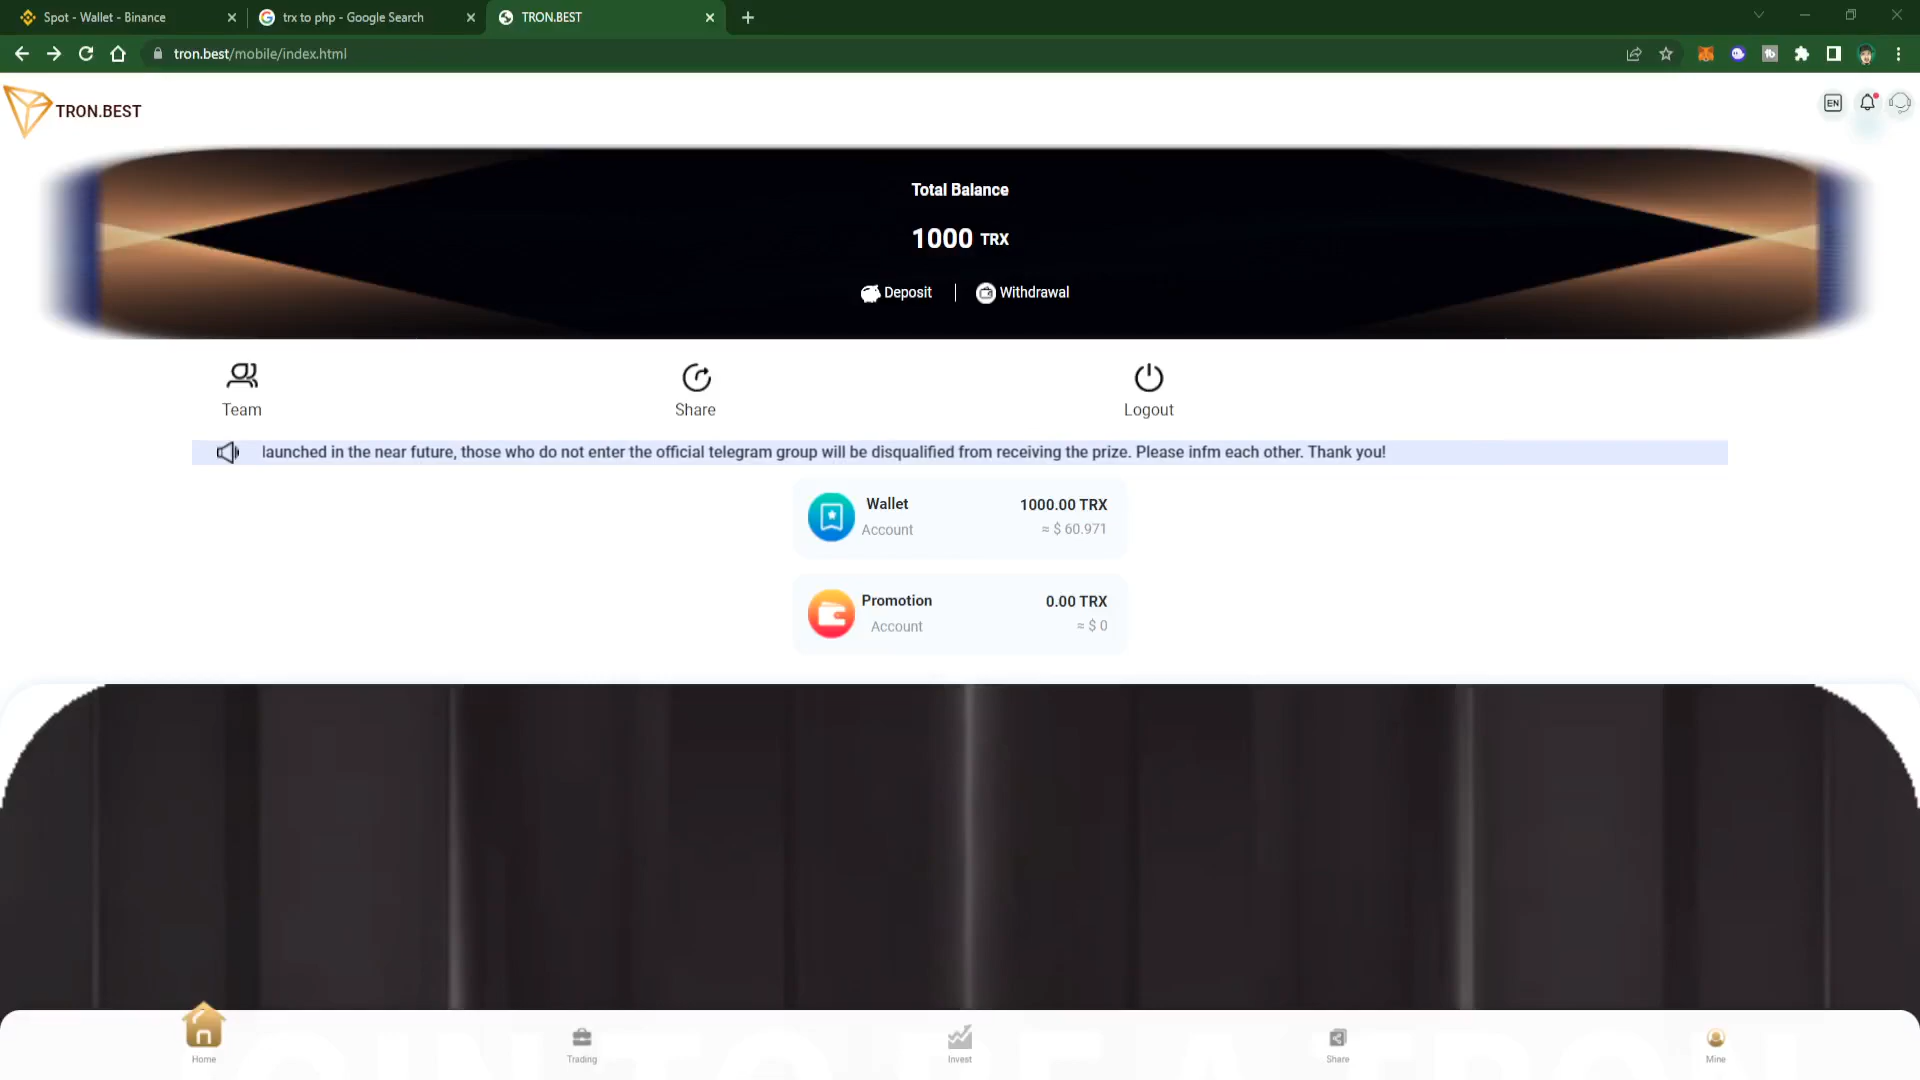 Spot - Wallet - Binance
trx to php - Google Search
TRON.BEST
tron.best/mobile/index.html
TRON.BEST
EN
Total Balance
1000 TRX
Deposit
Withdrawal
Team
Share
Logout
launched in the near future, those who do not enter the official telegram group will be disqualified from receiving the prize. Please infm each other. Thank you!
Wallet
1000.00 TRX
Account
≈ $ 60.971
Promotion
0.00 TRX
Account
≈ $ 0
Home
Trading
Invest
Share
Mine